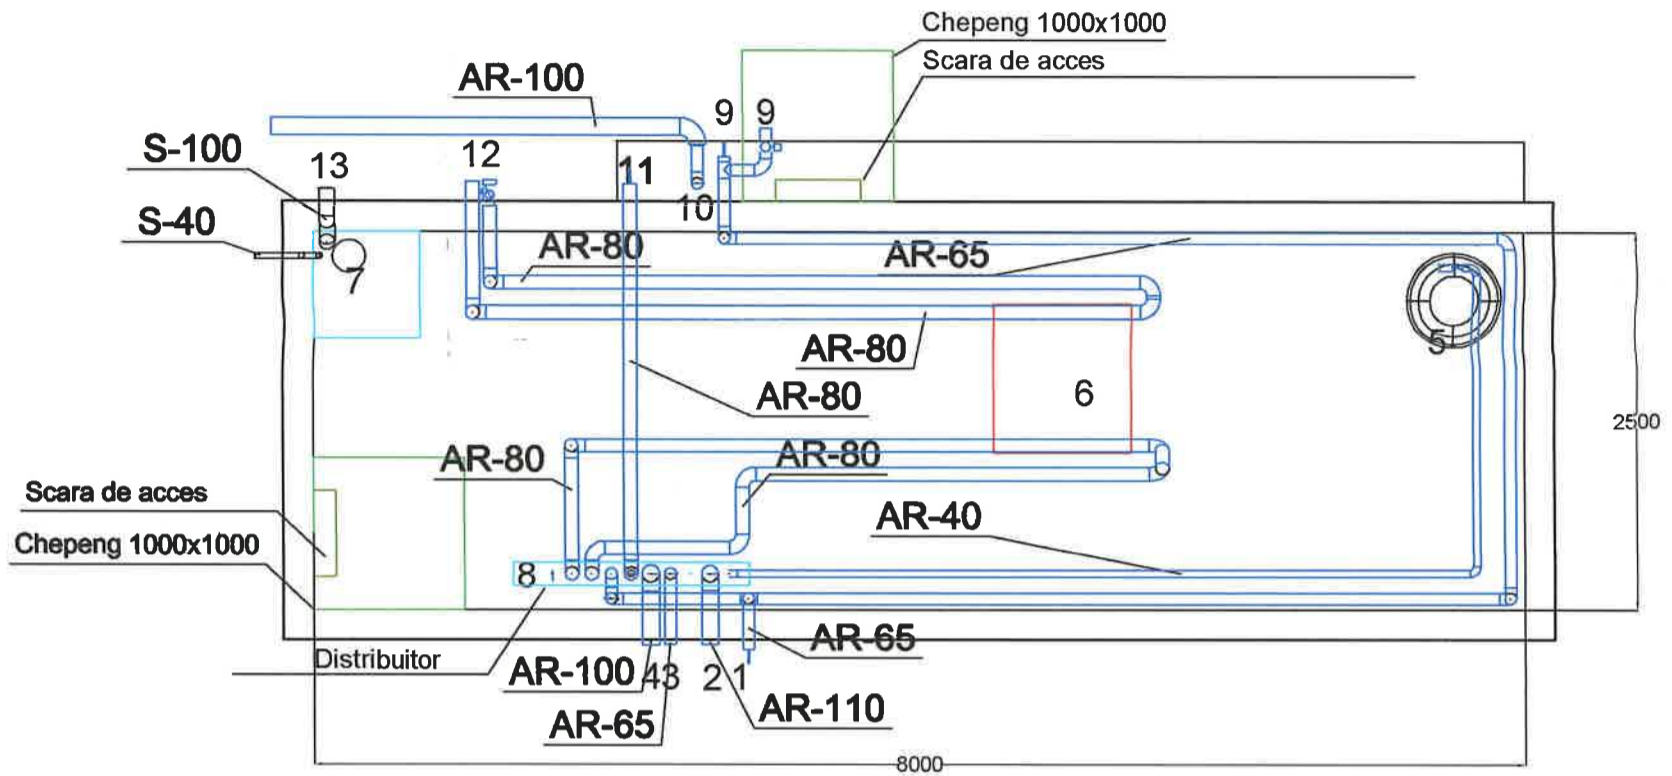 Chepeng 1000x1000
Scara de acces
AR-100
9
9
S-100
13
12
11
10
S-40
AR-80
AR-65
7
5
AR-80
AR-80
6
2500
AR-80
AR-80
Scara de acces
AR-40
Chepeng 1000x1000
8
AR-65
Distribuitor
AR-100
4
3
2
1
AR-65
AR-110
8000